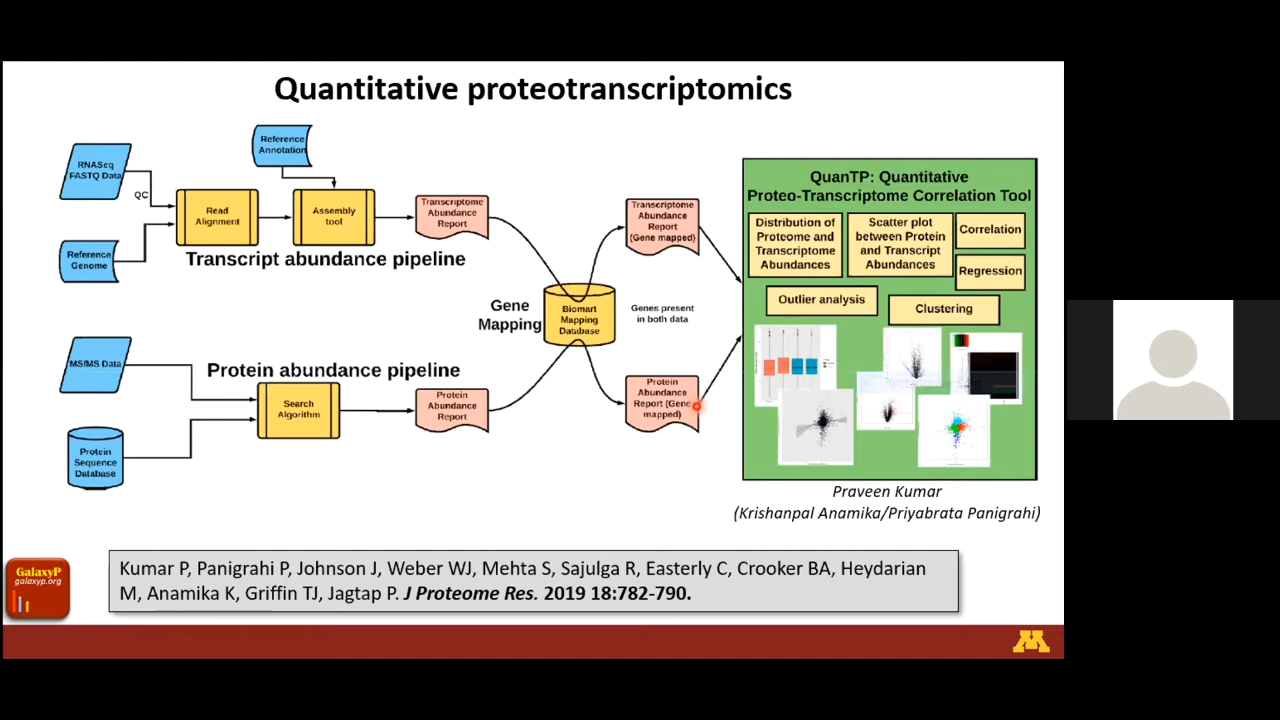 Quantitative proteotranscriptomics
Reference
Annotation
RNASeq
FASTQ Data
QC
Read
Alignment
Assembly
tool
Transcriptome
Abundance
Report
Reference
Genome
Transcript abundance pipeline
Transcriptome
Abundance
Report
(Gene mapped)
Gene
Mapping
Biomart
Mapping
Database
Genes present
in both data
MS/MS Data
Protein abundance pipeline
Search
Algorithm
Protein
Abundance
Report
Protein
Abundance
Report (Gene
mapped)
Protein
Sequence
Database
QuanTP: Quantitative
Proteo-Transcriptome Correlation Tool
Distribution of
Proteome and
Transcriptome
Abundances
Scatter plot
between Protein
and Transcript
Abundances
Correlation
Regression
Outlier analysis
Clustering
Praveen Kumar
(Krishanpal Anamika/Priyabrata Panigrahi)
GalaxyP
galaxyp.org
Kumar P, Panigrahi P, Johnson J, Weber WJ, Mehta S, Sajulga R, Easterly C, Crooker BA, Heydarian
M, Anamika K, Griffin TJ, Jagtap P. J Proteome Res. 2019 18:782-790.
M